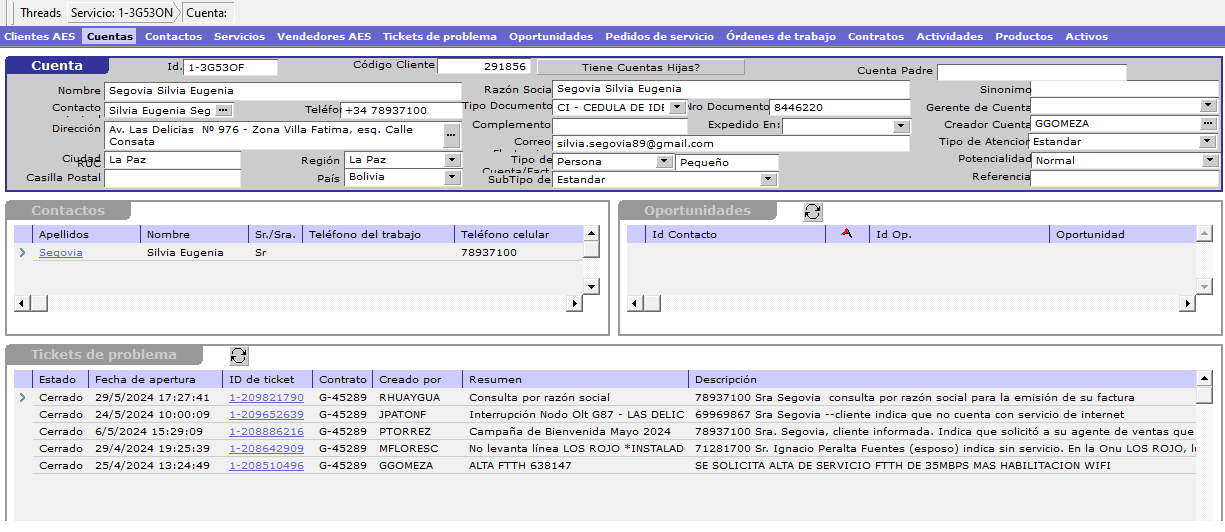 Threads Servicio: 1-3G53ON Cuenta:
Clientes AES Cuentas Contactos Servicios Vendedores AES Tickets de problema Oportunidades Pedidos de servicio Órdenes de trabajo Contratos Actividades Productos Activos
Cuenta Id. 1-3G53OF Código Cliente 291856 Tiene Cuentas Hijas? Cuenta Padre
Nombre Segovia Silvia Eugenia Razón Socia Segovia Silvia Eugenia Sinonimo
Contacto Silvia Eugenia Seg Teléfor +34 78937100 Tipo Documento CI - CEDULA DE IDE Nro Documento 8446220 Gerente de Cuenta
Dirección Av. Las Delicias Nº 976 - Zona Villa Fatima, esq. Calle Consata Complemento Expedido En: Creador Cuenta GGOMEZA
Correo silvia.segovia89@gmail.com Tipo de Atencion Estandar
Ciudad La Paz Región La Paz Tipo de Persona Pequeño Potencialidad Normal
RUC Cuenta/Fact
Casilla Postal País Bolivia SubTipo de Estandar Referencia
Contactos
Apellidos Nombre Sr./Sra. Teléfono del trabajo Teléfono celular
Segovia Silvia Eugenia Sr 78937100
Oportunidades
Id Contacto Id Op. Oportunidad
Tickets de problema
Estado Fecha de apertura ID de ticket Contrato Creado por Resumen Descripción
Cerrado 29/5/2024 17:27:41 1-209821790 G-45289 RHUAYGUA Consulta por razón social 78937100 Sra Segovia consulta por razón social para la emisión de su factura
Cerrado 24/5/2024 10:00:09 1-209652639 G-45289 JPATONF Interrupción Nodo Olt G87 - LAS DELIC 69969867 Sra Segovia --cliente indica que no cuenta con servicio de internet
Cerrado 6/5/2024 15:29:09 1-208886216 G-45289 PTORREZ Campaña de Bienvenida Mayo 2024 78937100 Sra. Segovia, cliente informada. Indica que solicitó a su agente de ventas que
Cerrado 29/4/2024 19:25:39 1-208642909 G-45289 MFLORESC No levanta línea LOS ROJO *INSTALAD 71281700 Sr. Ignacio Peralta Fuentes (esposo) indica sin servicio. En la Onu LOS ROJO, l
Cerrado 25/4/2024 13:24:49 1-208510496 G-45289 GGOMEZA ALTA FTTH 638147 SE SOLICITA ALTA DE SERVICIO FTTH DE 35MBPS MAS HABILITACION WIFI